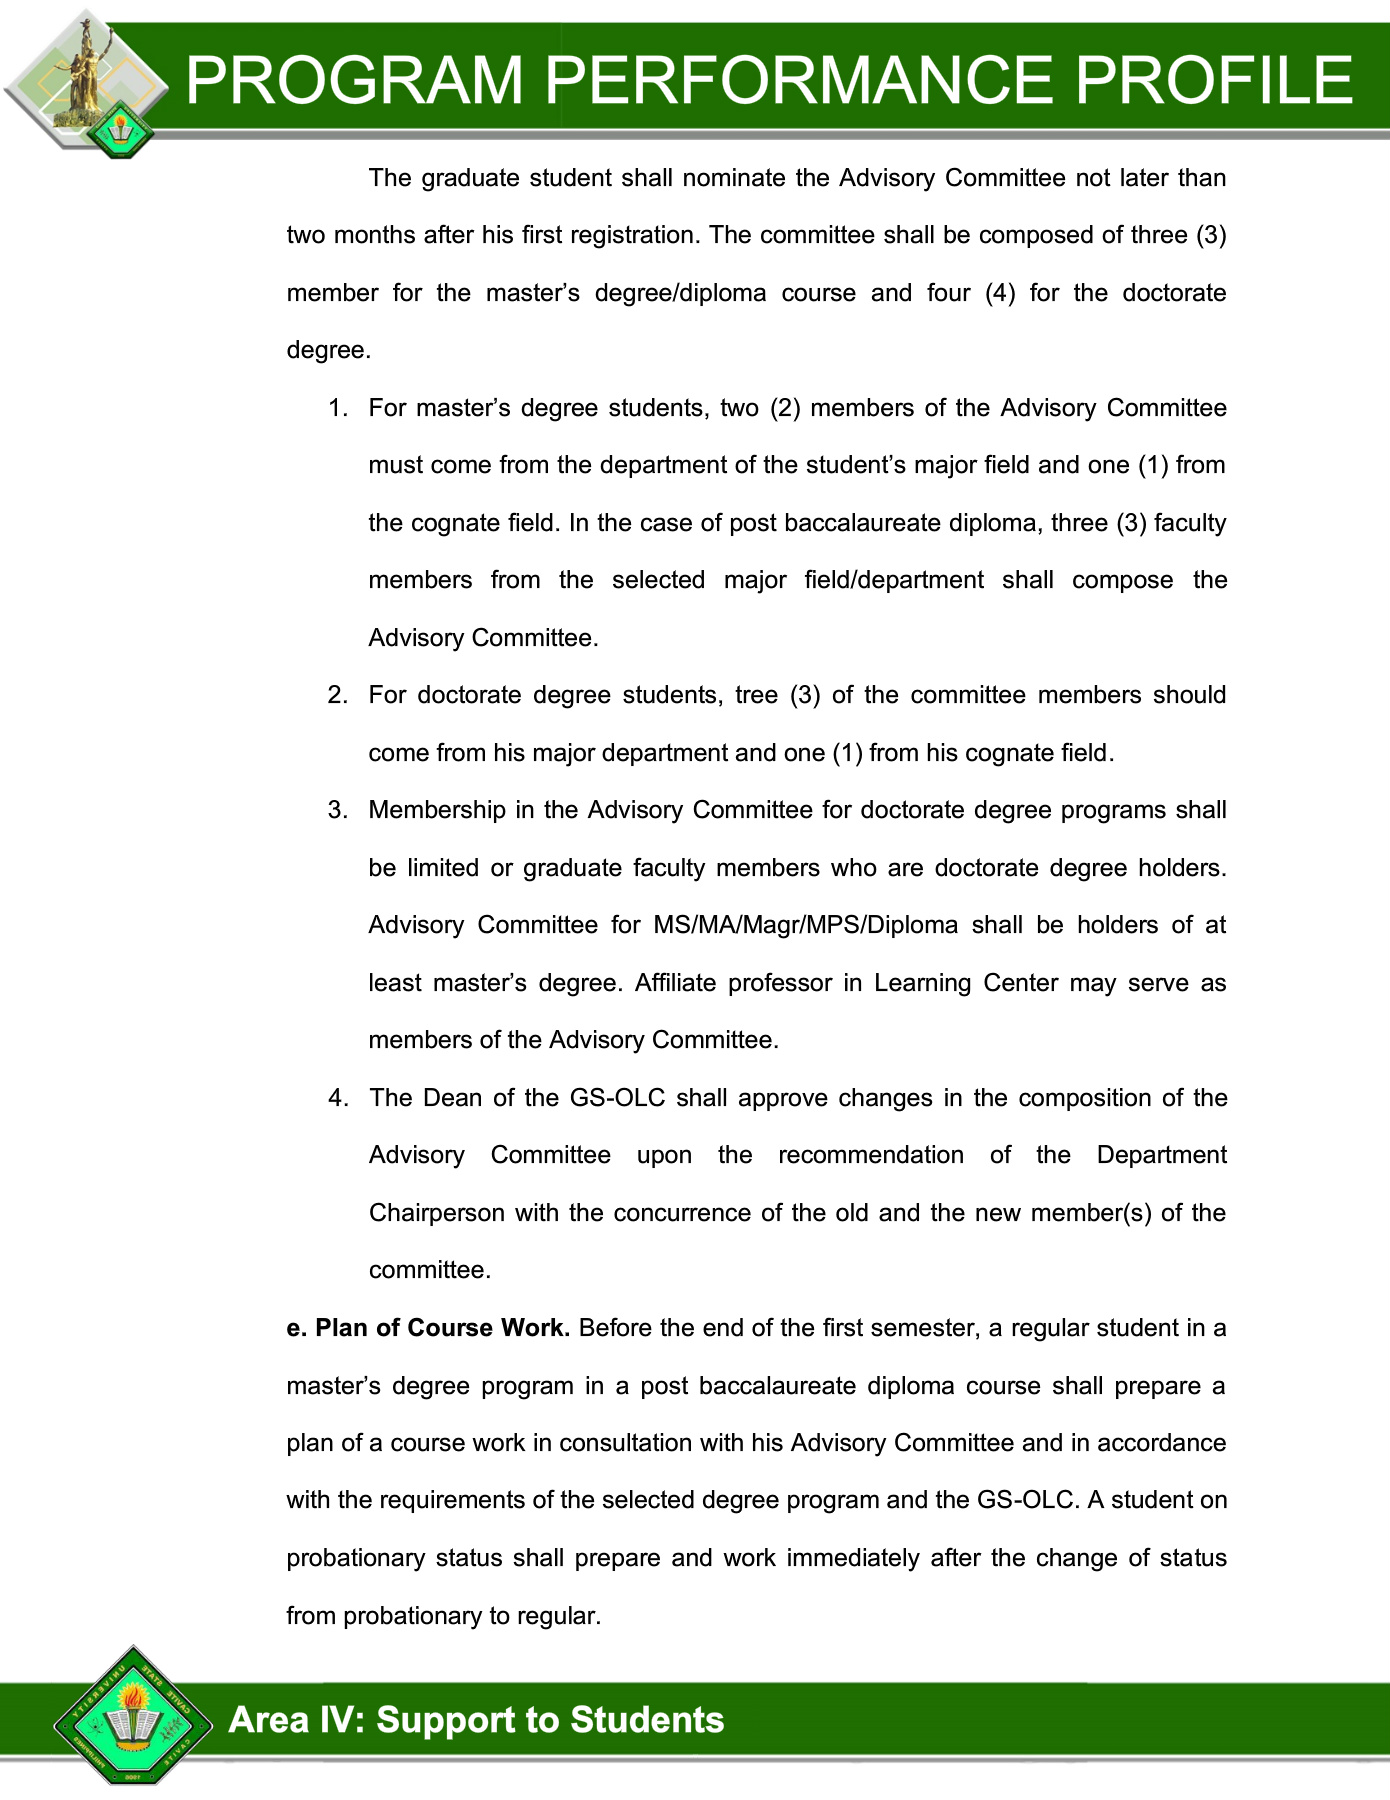 PROGRAM PERFORMANCE PROFILE
The graduate student shall nominate the Advisory Committee not later than
two months after his first registration. The committee shall be composed of three (3)
member for the master’s degree/diploma course and four (4) for the doctorate
degree.
1. For master’s degree students, two (2) members of the Advisory Committee
must come from the department of the student’s major field and one (1) from
the cognate field. In the case of post baccalaureate diploma, three (3) faculty
members from the selected major field/department shall compose the
Advisory Committee.
2. For doctorate degree students, tree (3) of the committee members should
come from his major department and one (1) from his cognate field.
3. Membership in the Advisory Committee for doctorate degree programs shall
be limited or graduate faculty members who are doctorate degree holders.
Advisory Committee for MS/MA/Magr/MPS/Diploma shall be holders of at
least master’s degree. Affiliate professor in Learning Center may serve as
members of the Advisory Committee.
4. The Dean of the GS-OLC shall approve changes in the composition of the
Advisory Committee upon the recommendation of the Department
Chairperson with the concurrence of the old and the new member(s) of the
committee.
e. Plan of Course Work. Before the end of the first semester, a regular student in a
master’s degree program in a post baccalaureate diploma course shall prepare a
plan of a course work in consultation with his Advisory Committee and in accordance
with the requirements of the selected degree program and the GS-OLC. A student on
probationary status shall prepare and work immediately after the change of status
from probationary to regular.
CAVITE STATE UNIVERSITY
CAVITE PHILIPPINES
Area IV: Support to Students